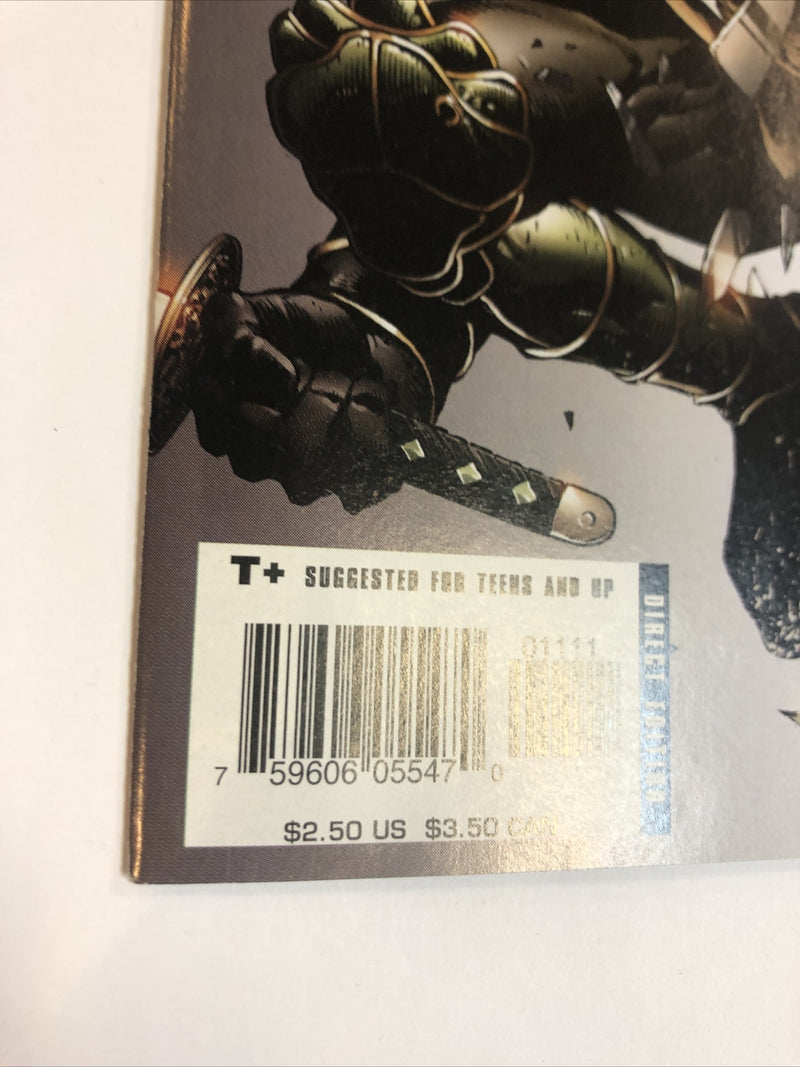 T+ SUGGESTED FOR TEENS AND UP
DIRECT EDITION
01111
7 59606 05547 0
$2.50 US $3.50 CAN